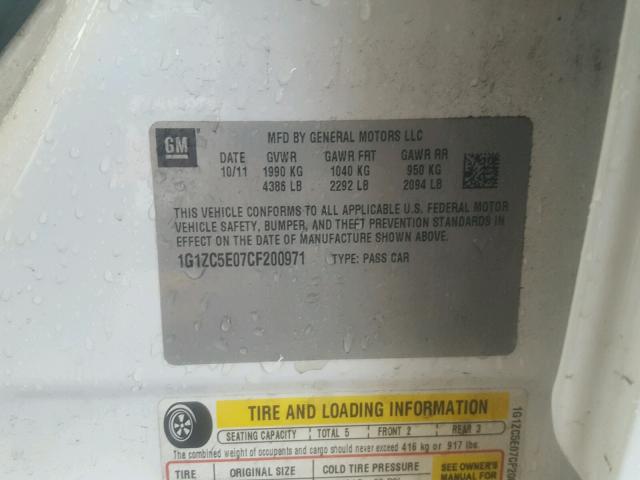 GM
MFD BY GENERAL MOTORS LLC
DATE GVWR GAWR FRT GAWR RR
10/11 1990 KG 1040 KG 950 KG
4386 LB 2292 LB 2094 LB
THIS VEHICLE CONFORMS TO ALL APPLICABLE U.S. FEDERAL MOTOR
VEHICLE SAFETY, BUMPER, AND THEFT PREVENTION STANDARDS IN
EFFECT ON THE DATE OF MANUFACTURE SHOWN ABOVE.
1G1ZC5E07CF200971 TYPE: PASS CAR
TIRE AND LOADING INFORMATION
SEATING CAPACITY TOTAL 5 FRONT 2 REAR 3
The combined weight of occupants and cargo should never exceed 416 kg or 917 lbs.
TIRE ORIGINAL SIZE COLD TIRE PRESSURE
SEE OWNER'S
MANUAL FOR
1G1ZC5E07CF20